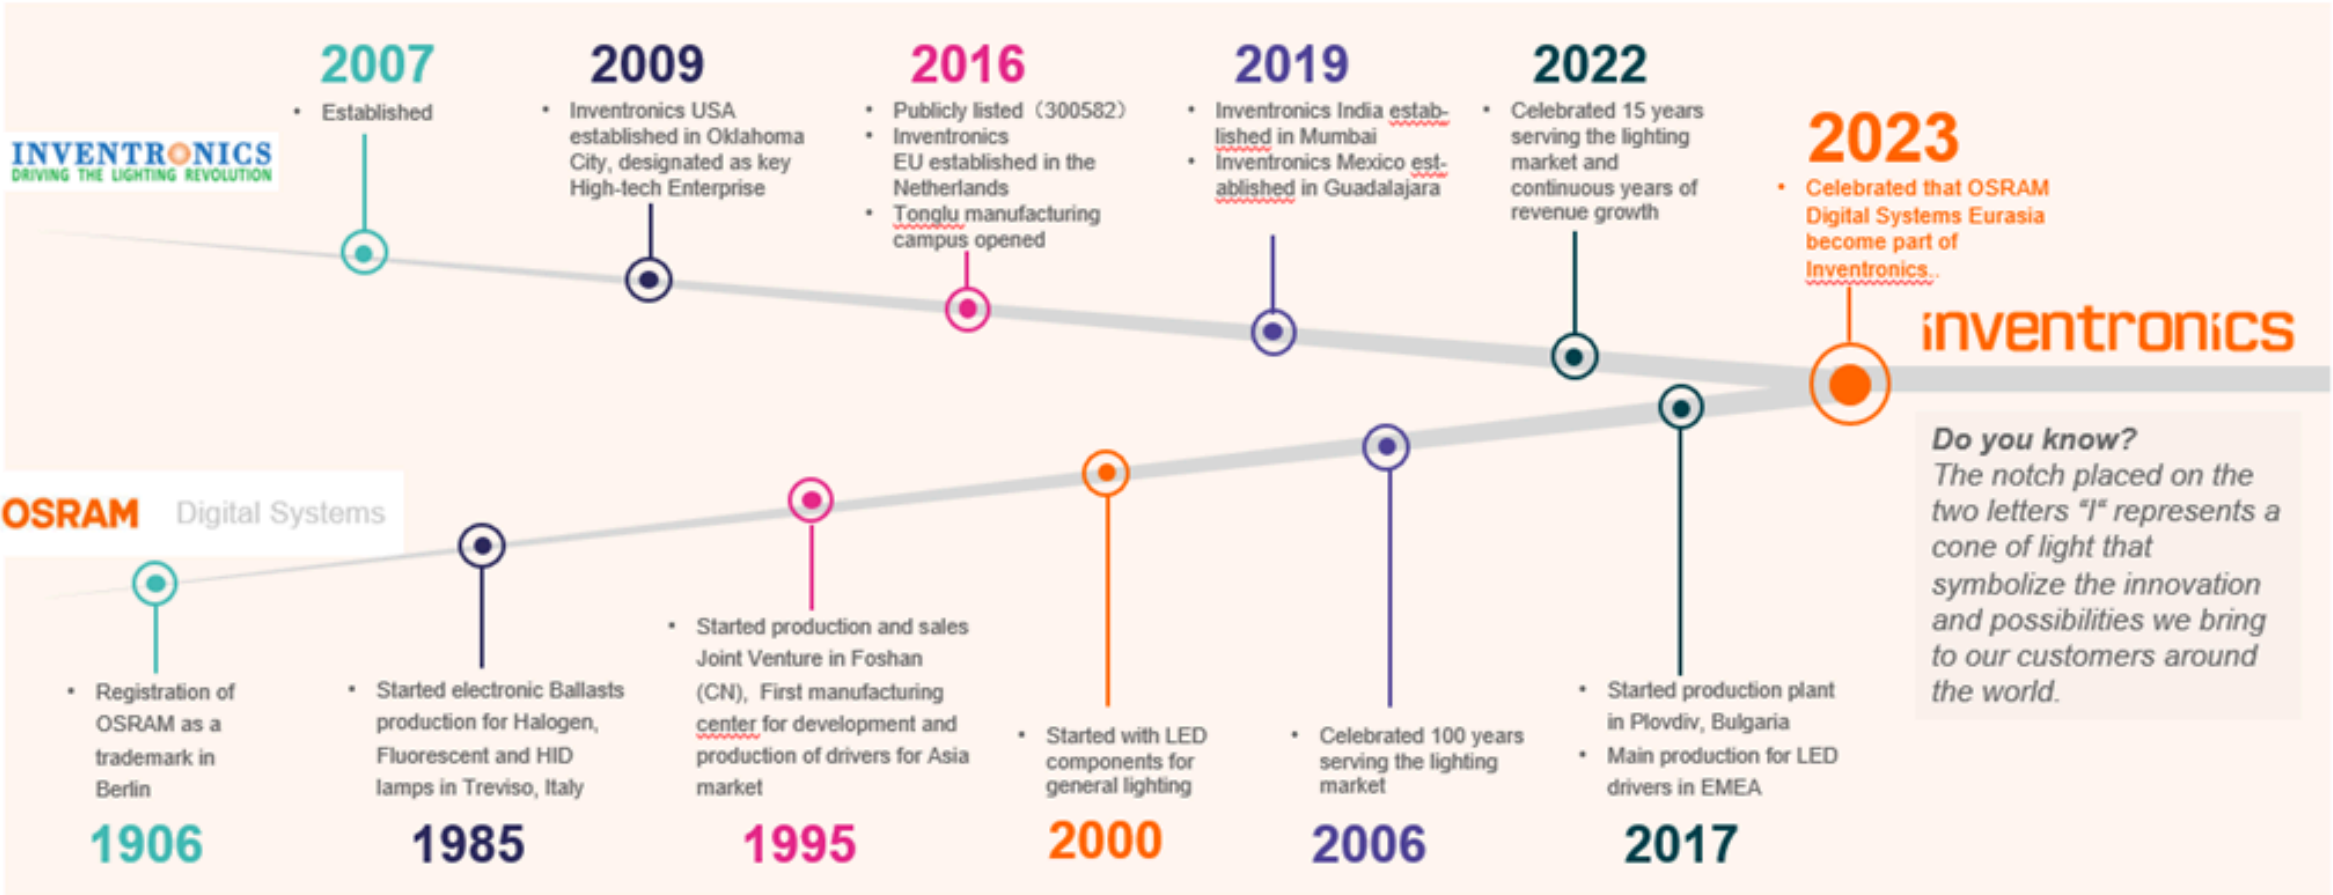 2007
• Established
2009
• Inventronics USA
established in Oklahoma
City, designated as key
High-tech Enterprise
2016
• Publicly listed（300582）
• Inventronics
EU established in the
Netherlands
• Tonglu manufacturing
campus opened
2019
• Inventronics India estab-
lished in Mumbai
• Inventronics Mexico est-
ablished in Guadalajara
2022
• Celebrated 15 years
serving the lighting
market and
continuous years of
revenue growth
2023
• Celebrated that OSRAM
Digital Systems Eurasia
become part of
Inventronics..
INVENTRONICS
DRIVING THE LIGHTING REVOLUTION
inventronics
OSRAM Digital Systems
• Registration of
OSRAM as a
trademark in
Berlin
1906
• Started electronic Ballasts
production for Halogen,
Fluorescent and HID
lamps in Treviso, Italy
1985
• Started production and sales
Joint Venture in Foshan
(CN), First manufacturing
center for development and
production of drivers for Asia
market
1995
• Started with LED
components for
general lighting
2000
• Celebrated 100 years
serving the lighting
market
2006
• Started production plant
in Plovdiv, Bulgaria
• Main production for LED
drivers in EMEA
2017
Do you know?
The notch placed on the
two letters “I“ represents a
cone of light that
symbolize the innovation
and possibilities we bring
to our customers around
the world.